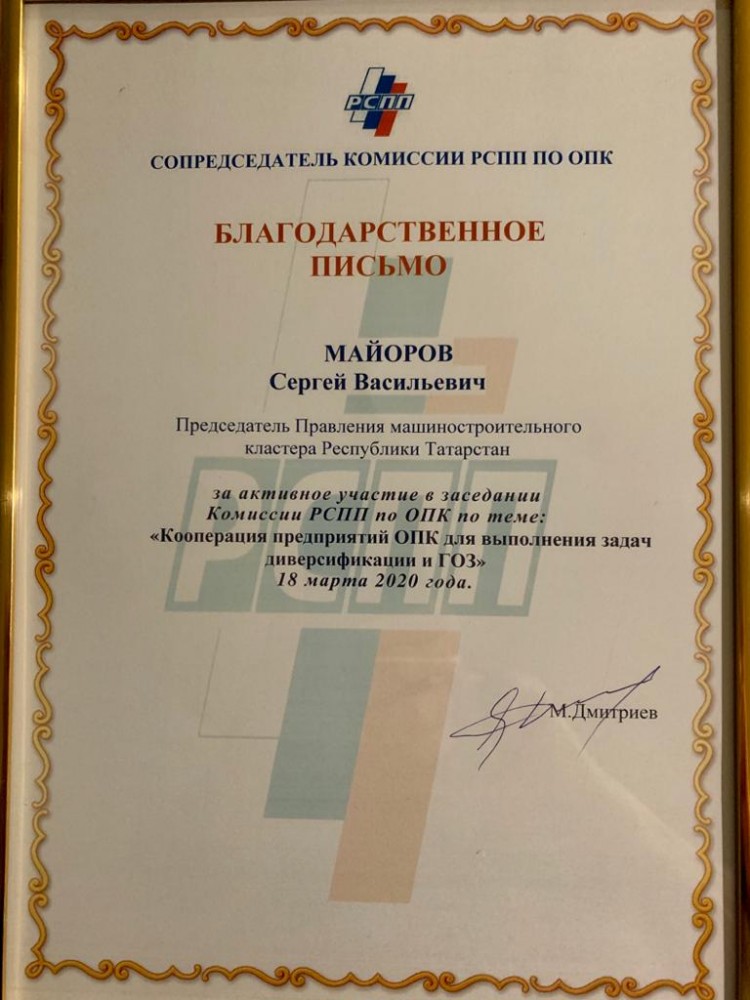 РСПП
СОПРЕДСЕДАТЕЛЬ КОМИССИИ РСПП ПО ОПК
БЛАГОДАРСТВЕННОЕ
ПИСЬМО
МАЙОРОВ
Сергей Васильевич
Председатель Правления машиностроительного
кластера Республики Татарстан
за активное участие в заседании
Комиссии РСПП по ОПК по теме:
«Кооперация предприятий ОПК для выполнения задач
диверсификации и ГОЗ»
18 марта 2020 года.
РСПП
М.Дмитриев